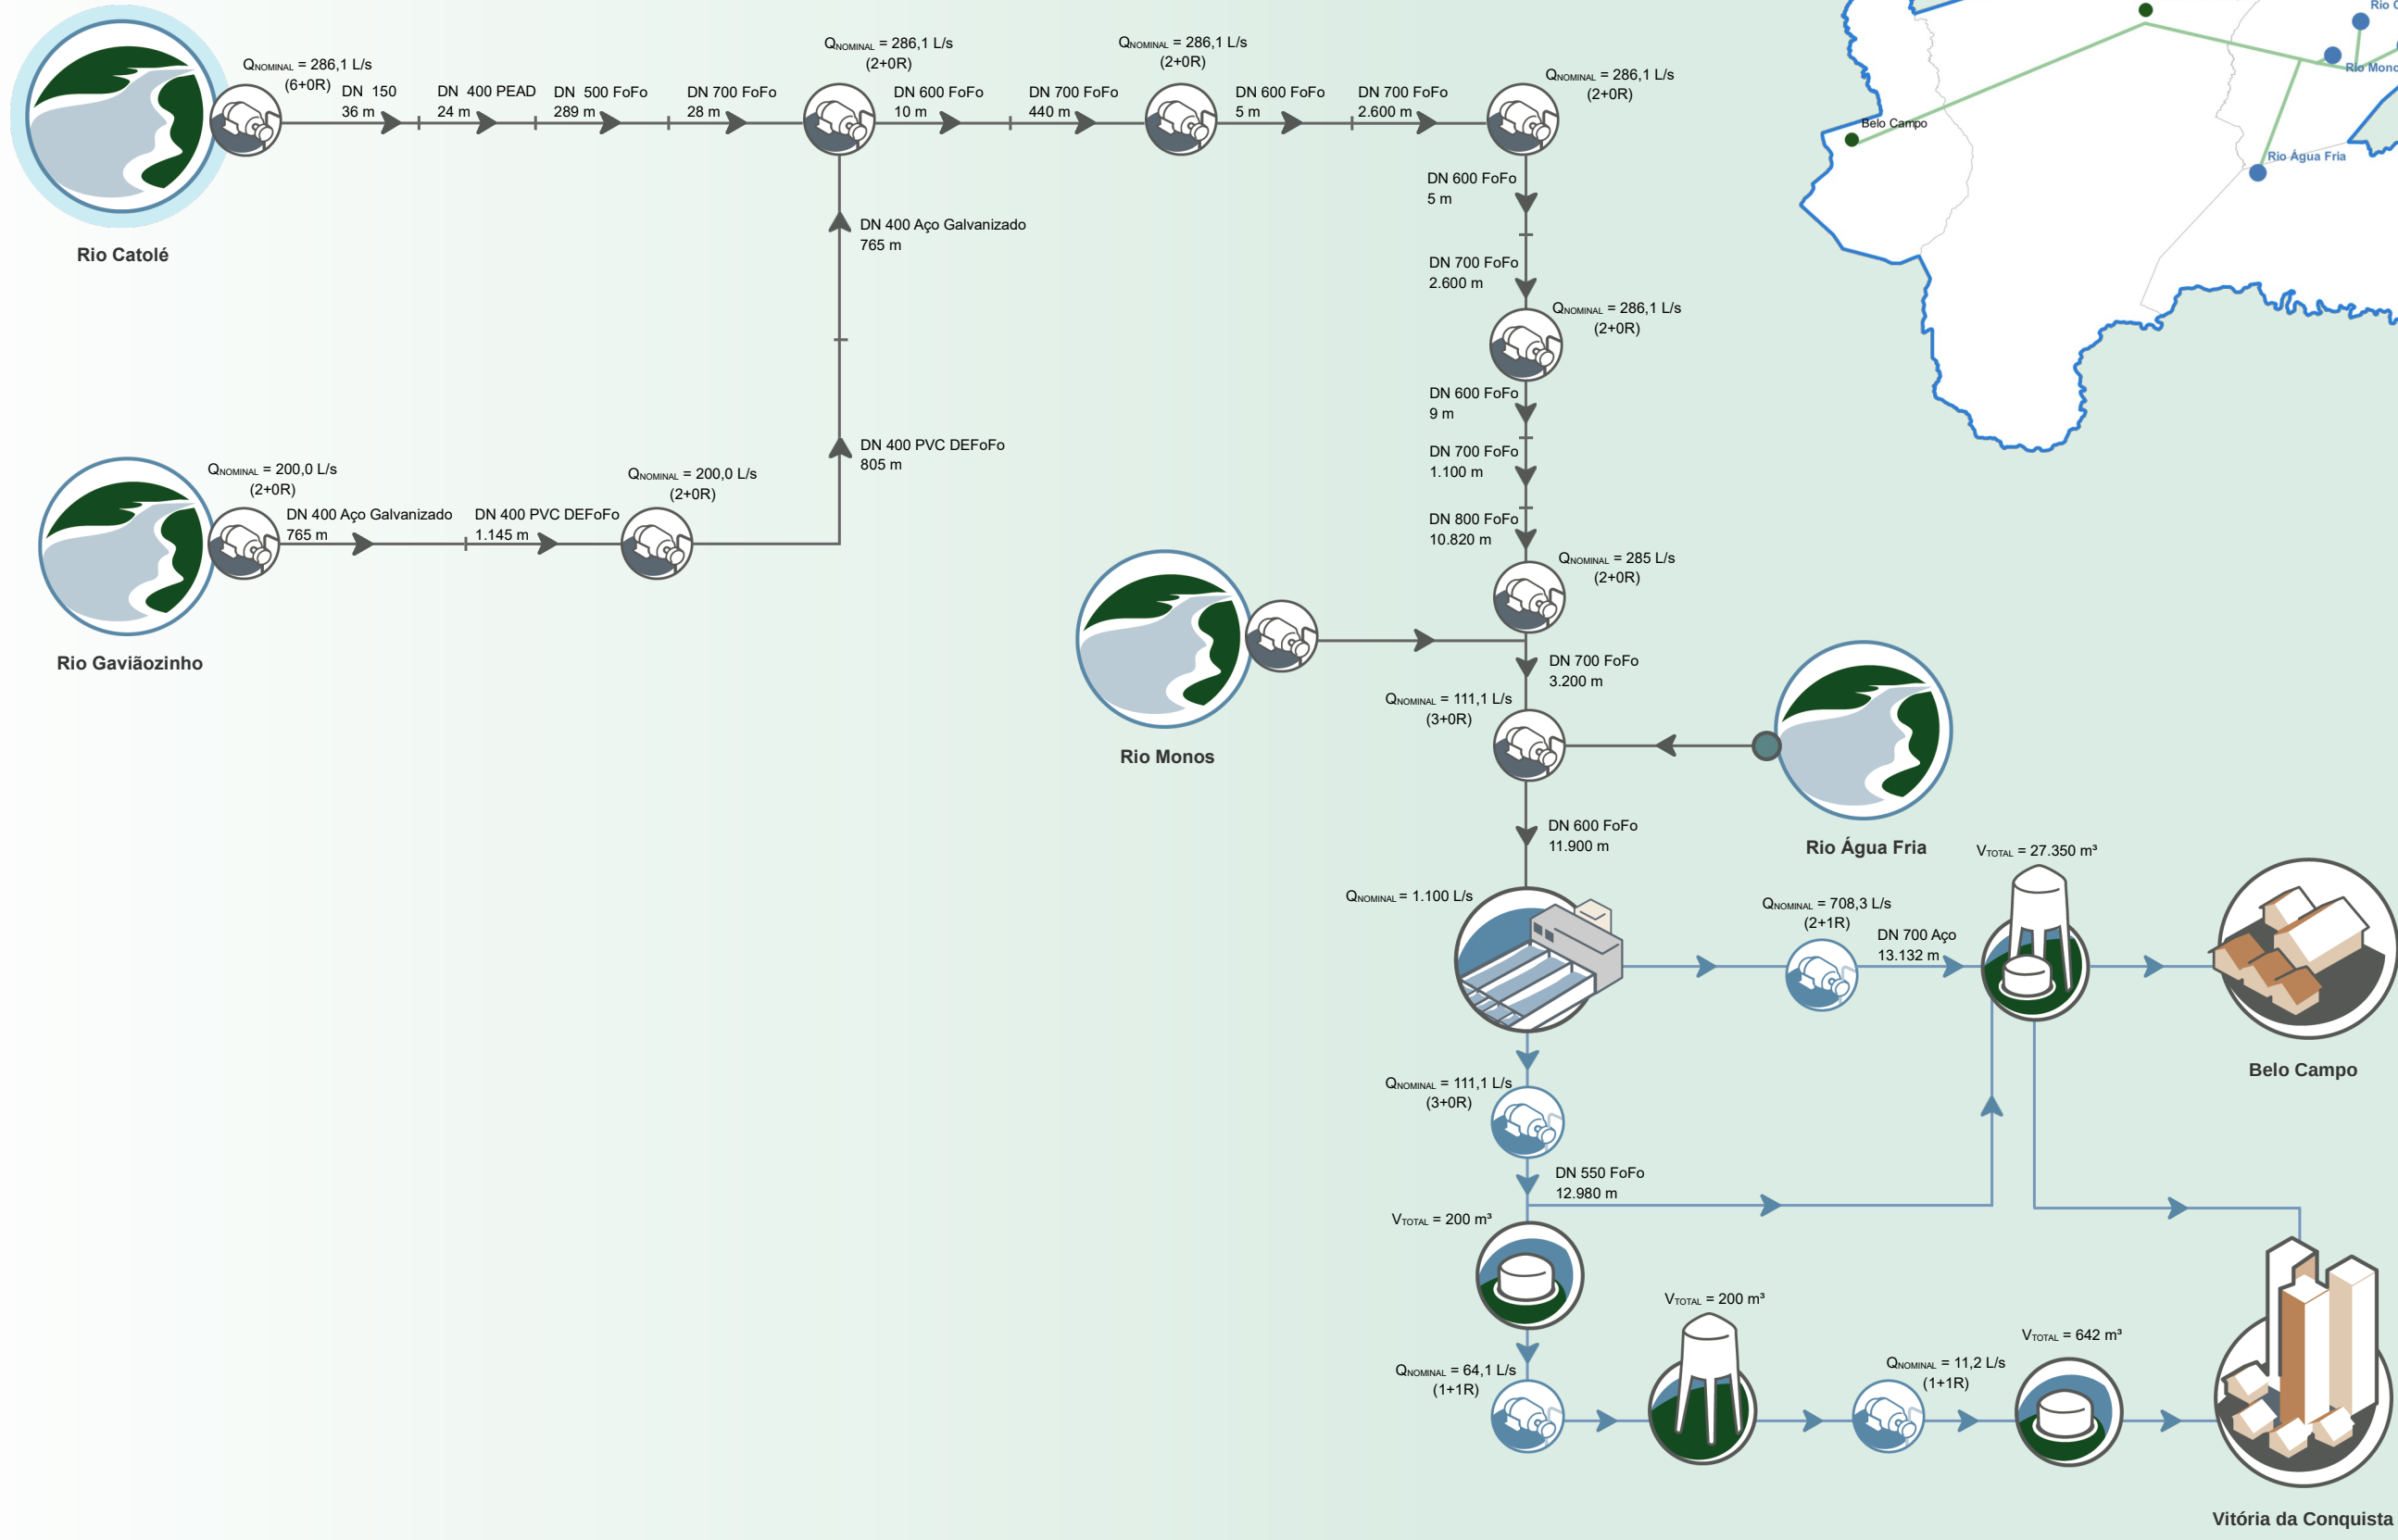 QNOMINAL = 286,1 L/s
(6+0R)
DN 150
36 m
DN 400 PEAD
24 m
DN 500 FoFo
289 m
DN 700 FoFo
28 m
QNOMINAL = 286,1 L/s
(2+0R)
DN 600 FoFo
10 m
DN 700 FoFo
440 m
QNOMINAL = 286,1 L/s
(2+0R)
DN 600 FoFo
5 m
DN 700 FoFo
2.600 m
QNOMINAL = 286,1 L/s
(2+0R)
Rio Catolé
Belo Campo
Rio Água Fria
DN 600 FoFo
5 m
DN 400 Aço Galvanizado
765 m
DN 700 FoFo
2.600 m
QNOMINAL = 286,1 L/s
(2+0R)
DN 600 FoFo
9 m
DN 400 PVC DEFoFo
805 m
DN 700 FoFo
1.100 m
QNOMINAL = 200,0 L/s
(2+0R)
DN 400 Aço Galvanizado
765 m
DN 400 PVC DEFoFo
1.145 m
QNOMINAL = 200,0 L/s
(2+0R)
DN 800 FoFo
10.820 m
QNOMINAL = 285 L/s
(2+0R)
Rio Gaviãozinho
DN 700 FoFo
3.200 m
QNOMINAL = 111,1 L/s
(3+0R)
Rio Monos
DN 600 FoFo
11.900 m
Rio Água Fria
QNOMINAL = 1.100 L/s
QNOMINAL = 708,3 L/s
(2+1R)
DN 700 Aço
13.132 m
VTOTAL = 27.350 m³
Belo Campo
QNOMINAL = 111,1 L/s
(3+0R)
DN 550 FoFo
12.980 m
VTOTAL = 200 m³
VTOTAL = 200 m³
VTOTAL = 642 m³
QNOMINAL = 64,1 L/s
(1+1R)
QNOMINAL = 11,2 L/s
(1+1R)
Vitória da Conquista